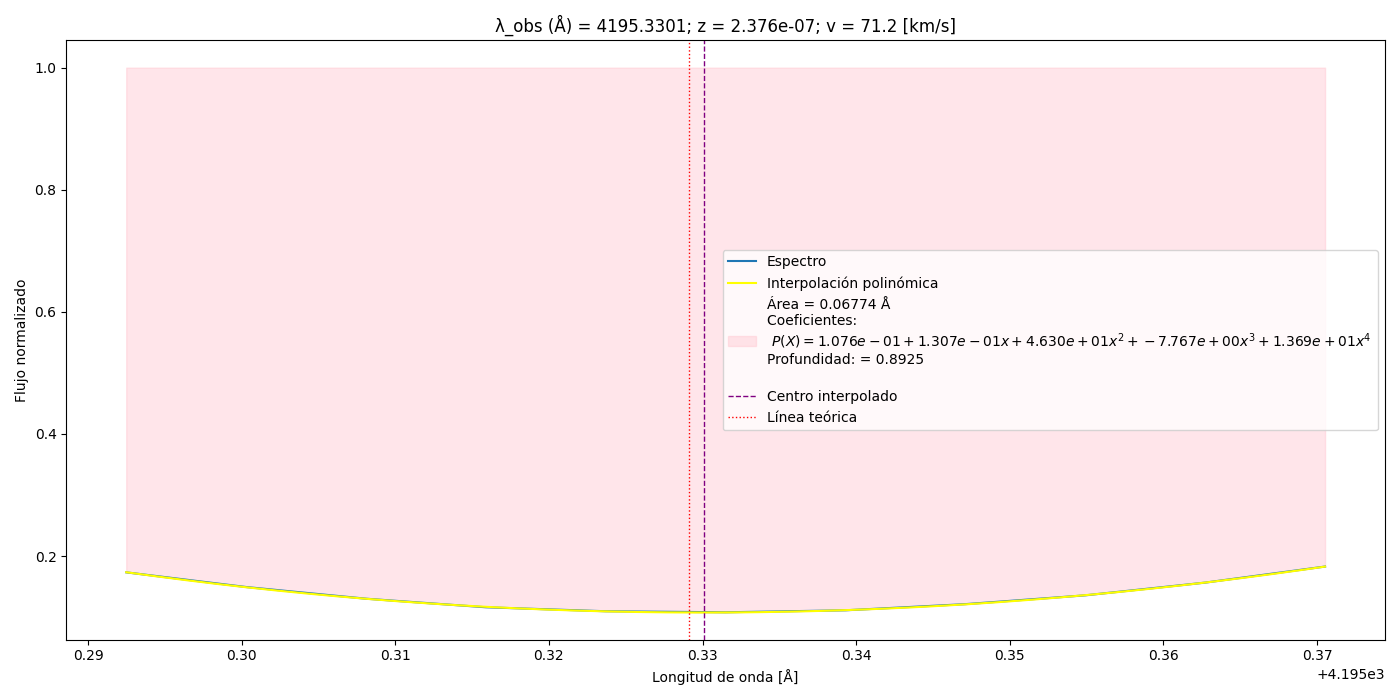 λ_obs (Å) = 4195.3301; z = 2.376e-07; v = 71.2 [km/s]
Flujo normalizado
1.0
0.8
0.6
0.4
0.2
Espectro
Interpolación polinómica
Área = 0.06774 Å
Coeficientes:
P(X) = 1.076e − 01 + 1.307e − 01x + 4.630e + 01x² + − 7.767e + 00x³ + 1.369e + 01x⁴
Profundidad: = 0.8925
Centro interpolado
Línea teórica
0.29 0.30 0.31 0.32 0.33 0.34 0.35 0.36 0.37
+4.195e3
Longitud de onda [Å]